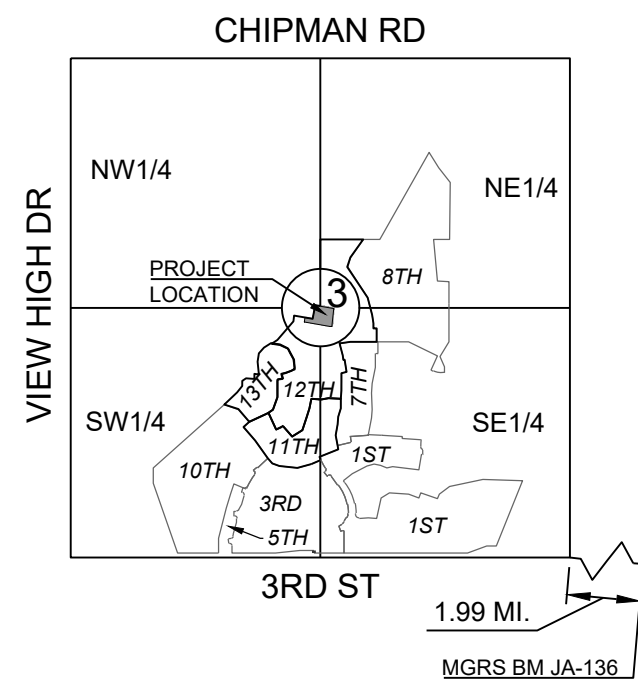 CHIPMAN RD
NW1/4
NE1/4
VIEW HIGH DR
PROJECT
LOCATION
3
8TH
13TH
12TH
7TH
SW1/4
SE1/4
11TH
1ST
10TH
3RD
1ST
5TH
3RD ST
1.99 MI.
MGRS BM JA-136